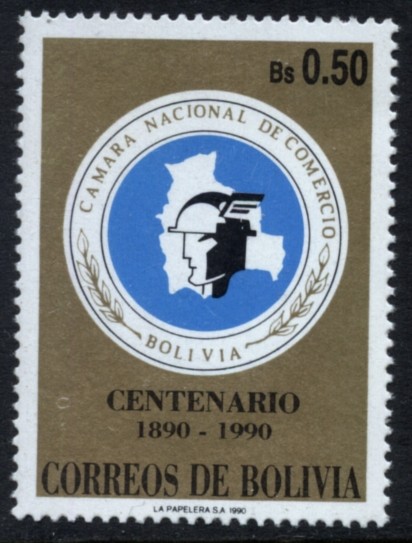 Bs 0.50
CAMARA NACIONAL DE COMERCIO
BOLIVIA
CENTENARIO
1890 - 1990
CORREOS DE BOLIVIA
LA PAPELERA S.A 1990